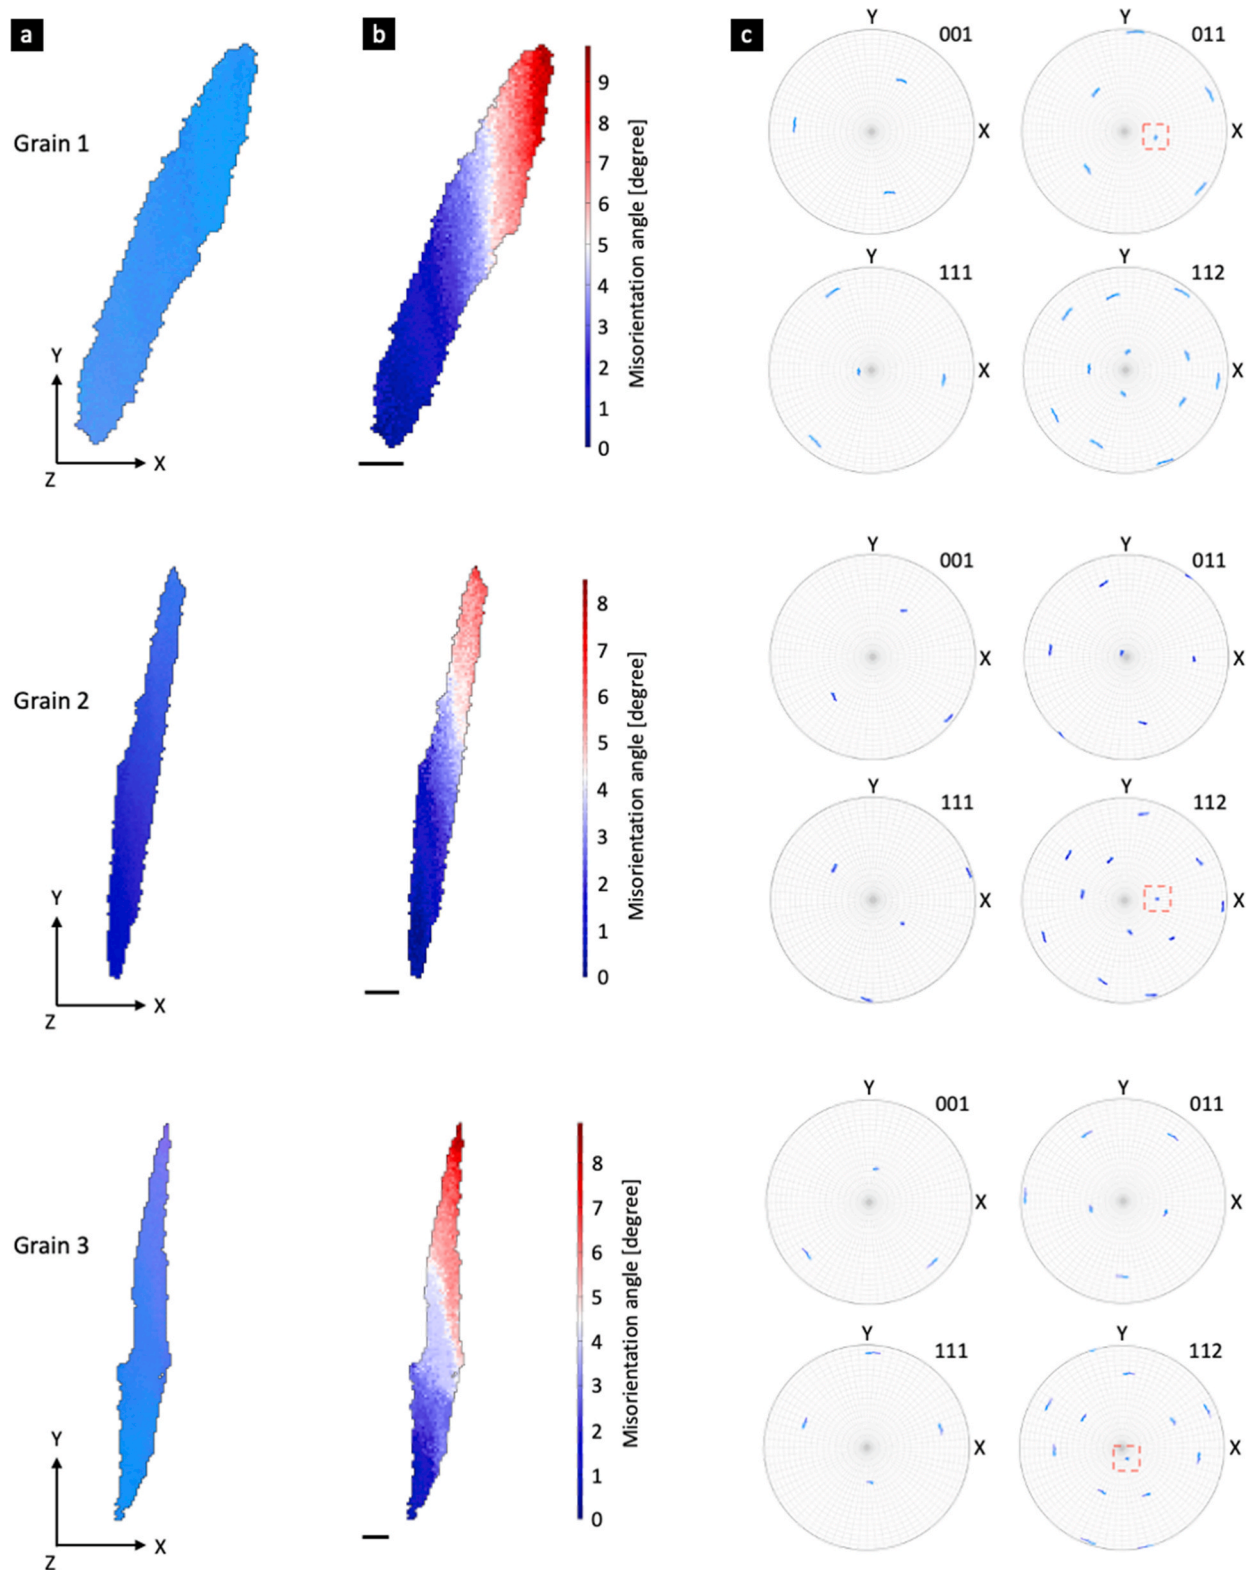 a
b
c
Grain 1
Y
X
Z
9
8
7
6
5
4
3
2
1
0
Misorientation angle [degree]
Y
001
X
Y
011
X
Y
111
X
Y
112
X
Grain 2
Y
X
Z
8
7
6
5
4
3
2
1
0
Misorientation angle [degree]
Y
001
X
Y
011
X
Y
111
X
Y
112
X
Grain 3
Y
X
Z
8
7
6
5
4
3
2
1
0
Misorientation angle [degree]
Y
001
X
Y
011
X
Y
111
X
Y
112
X